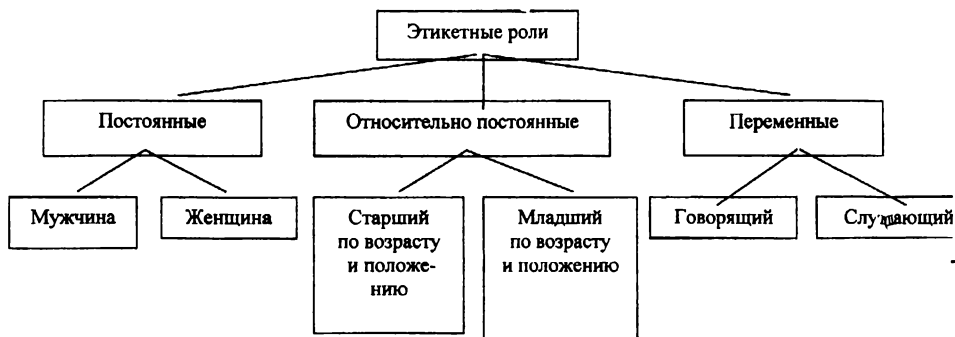 Этикетные роли
Постоянные
Относительно постоянные
Переменные
Мужчина
Женщина
Старший
по возрасту
и положе-
нию
Младший
по возрасту
и положению
Говорящий
Слушающий